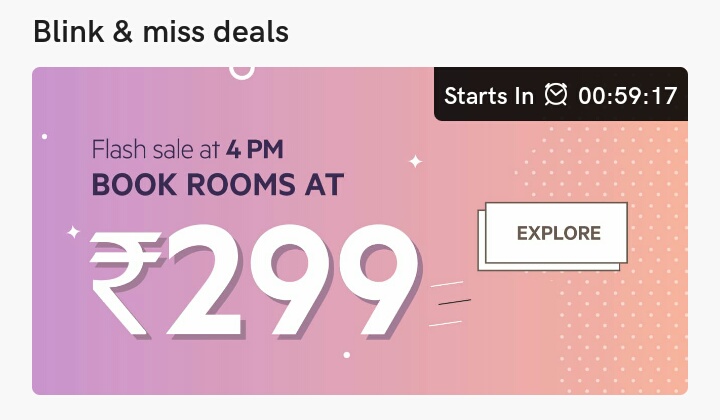 Blink & miss deals
Starts In 00:59:17
Flash sale at 4 PM
BOOK ROOMS AT
₹299
EXPLORE